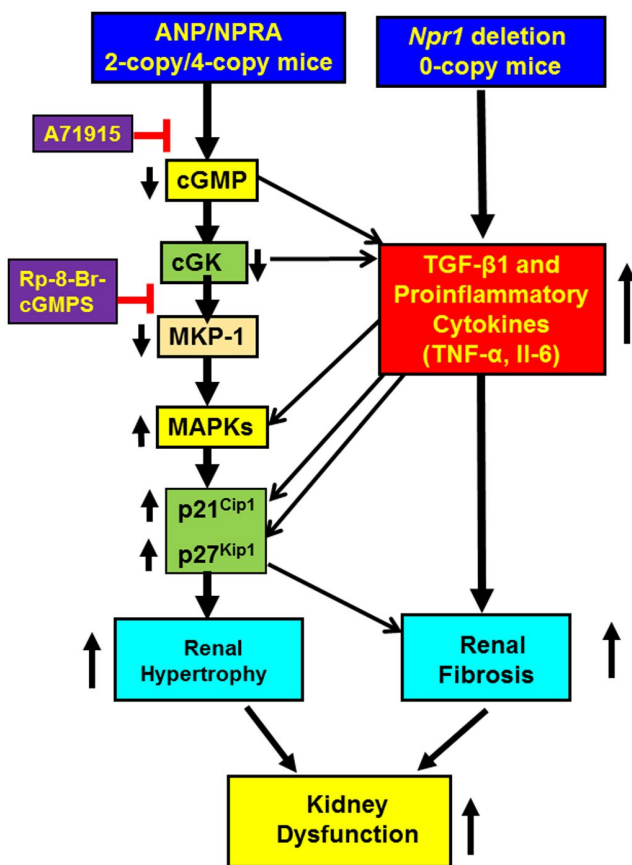 ANP/NPRA
2-copy/4-copy mice
Npr1 deletion
0-copy mice
A71915
cGMP
cGK
Rp-8-Br-
cGMPS
TGF-β1 and
Proinflammatory
Cytokines
(TNF-α, Il-6)
MKP-1
MAPKs
p21Cip1
p27Kip1
Renal
Hypertrophy
Renal
Fibrosis
Kidney
Dysfunction